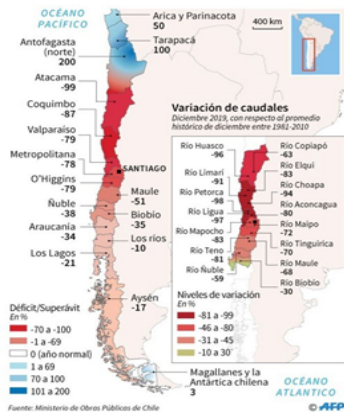 OCÉANO
PACÍFICO
Arica y Parinacota
50
400 km
Tarapacá
100
Antofagasta
(norte)
200
Atacama
-99
Coquimbo
-87
Valparaíso
-79
Metropolitana
-78
SANTIAGO
O'Higgins
-79
Maule
-51
Ñuble
-38
Biobío
-35
Araucanía
-34
Los ríos
-10
Los Lagos
-21
Aysén
-17
Magallanes y la
Antártica chilena
3
Variación de caudales
Diciembre 2019, con respecto al promedio
histórico de diciembre entre 1981-2010
Río Huasco
-96
Río Copiapó
-63
Río Elqui
-83
Río Limarí
-91
Río Choapa
-94
Río Petorca
-98
Río Aconcagua
-80
Río Ligua
-97
Río Maipo
-72
Río Mapocho
-83
Río Tinguirica
-70
Río Teno
-81
Río Maule
-68
Río Ñuble
-59
Río Biobío
-30
Niveles de variación
En %
-81 a -99
-46 a -80
-31 a -45
-10 a 30
Déficit/Superávit
En %
-70 a -100
-1 a -69
0 (año normal)
1 a 69
70 a 100
101 a 200
OCÉANO
ATLANTICO
Fuente: Ministerio de Obras Públicas de Chile
© AFP